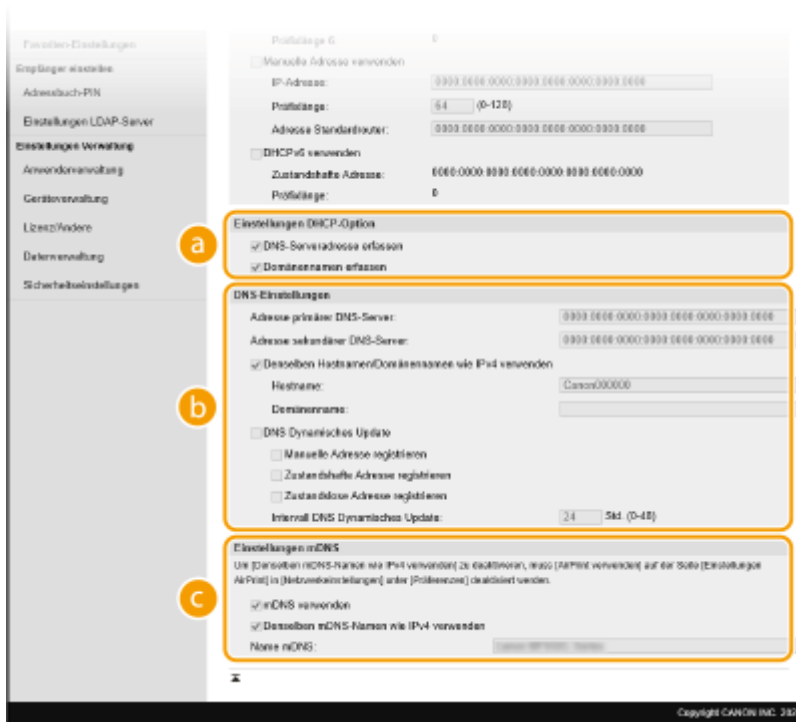 Favoriten-Einstellungen
Empfänger einstellen
Adressbuch-PIN
Einstellungen LDAP-Server
Einstellungen Verwaltung
Anwenderverwaltung
Geräteverwaltung
Lizenz/Andere
Datenverwaltung
Sicherheitseinstellungen
Präfixlänge 6 0
Manuelle Adresse verwenden
IP-Adresse: 0000:0000:0000:0000:0000:0000:0000:0000
Präfixlänge: 64 (0-128)
Adresse Standardrouter: 0000:0000:0000:0000:0000:0000:0000:0000
DHCPv6 verwenden
Zustandshafte Adresse: 0000:0000:0000:0000:0000:0000:0000:0000
Präfixlänge: 0
a
Einstellungen DHCP-Option
DNS-Serveradresse erfassen
Domänennamen erfassen
b
DNS-Einstellungen
Adresse primärer DNS-Server: 0000:0000:0000:0000:0000:0000:0000:0000
Adresse sekundärer DNS-Server: 0000:0000:0000:0000:0000:0000:0000:0000
Denselben Hostnamen/Domänennamen wie IPv4 verwenden
Hostname: Canon000000
Domänenname:
DNS Dynamisches Update
Manuelle Adresse registrieren
Zustandshafte Adresse registrieren
Zustandslose Adresse registrieren
Intervall DNS Dynamisches Update: 24 Std. (0-48)
c
Einstellungen mDNS
Um [Denselben mDNS-Namen wie IPv4 verwenden] zu deaktivieren, muss [AirPrint verwenden] auf der Seite [Einstellungen
AirPrint] in [Netzwerkeinstellungen] unter [Präferenzen] deaktiviert werden.
mDNS verwenden
Denselben mDNS-Namen wie IPv4 verwenden
Name mDNS:
Copyright CANON INC. 202